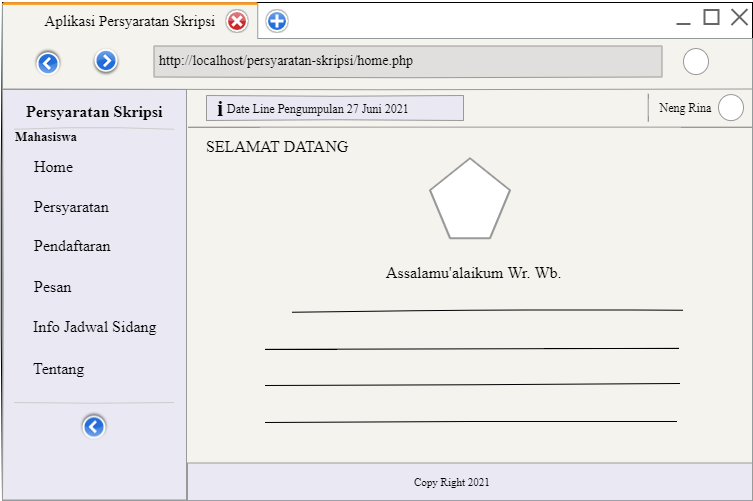 Aplikasi Persyaratan Skripsi
http://localhost/persyaratan-skripsi/home.php
Persyaratan Skripsi
Mahasiswa
Home
Persyaratan
Pendaftaran
Pesan
Info Jadwal Sidang
Tentang
i Date Line Pengumpulan 27 Juni 2021
Neng Rina
SELAMAT DATANG
Assalamu'alaikum Wr. Wb.
Copy Right 2021